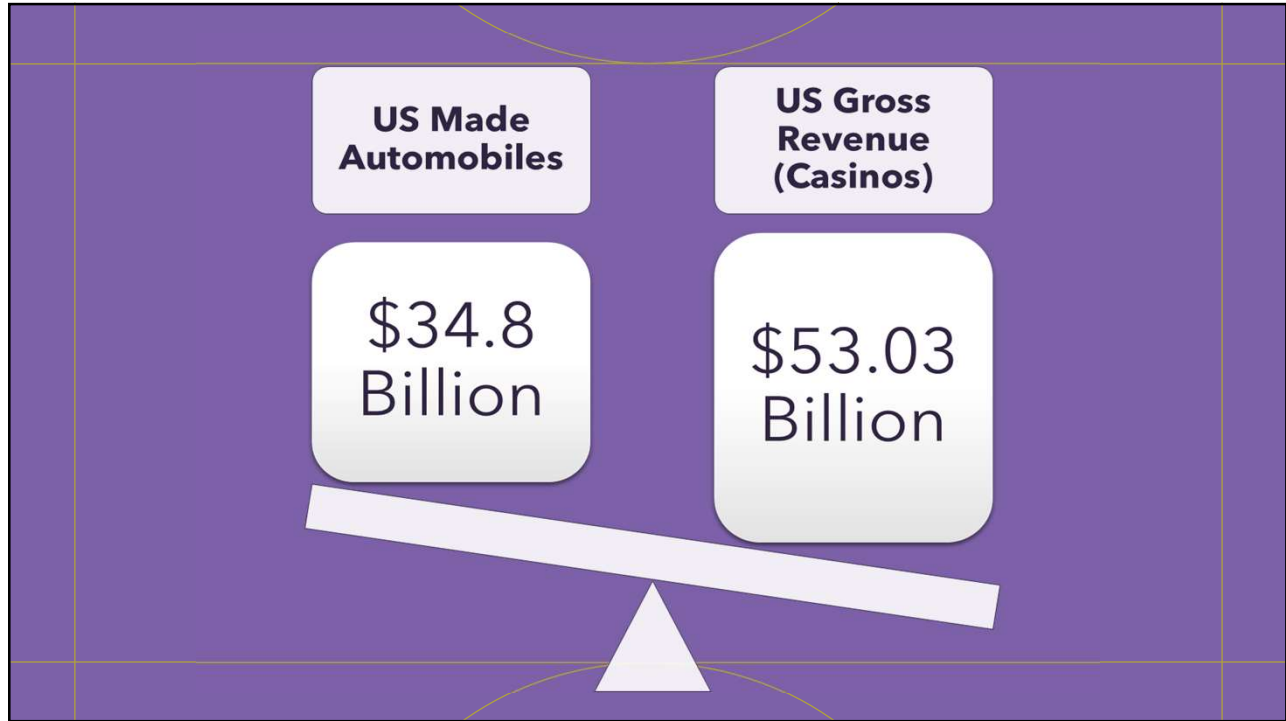 US Made
Automobiles
$34.8
Billion
US Gross
Revenue
(Casinos)
$53.03
Billion